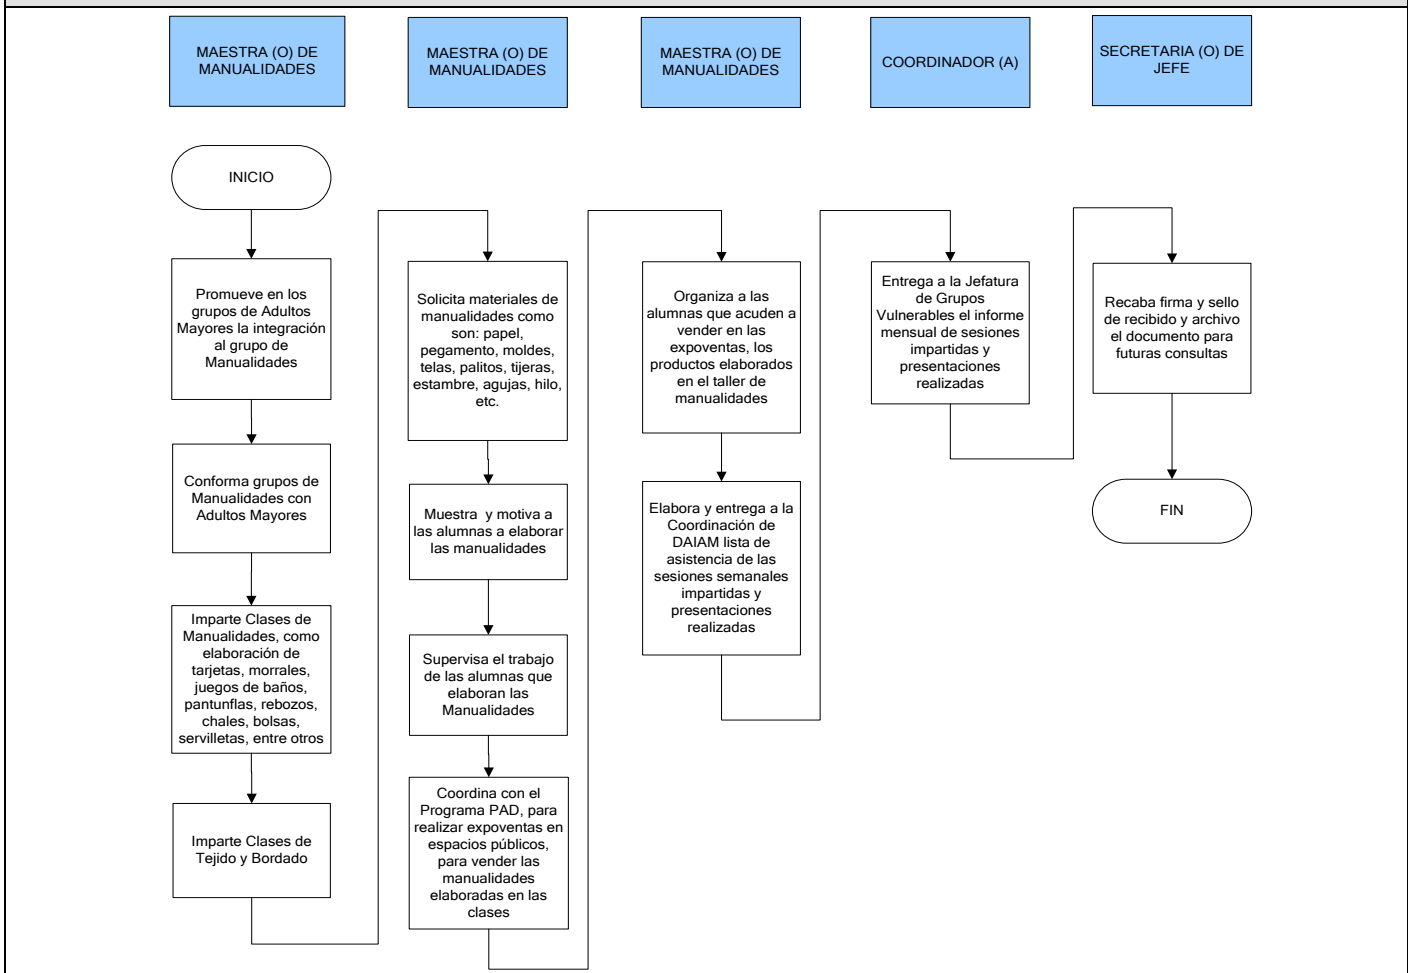 MAESTRA (O) DE
MANUALIDADES
MAESTRA (O) DE
MANUALIDADES
MAESTRA (O) DE
MANUALIDADES
COORDINADOR (A)
SECRETARIA (O) DE
JEFE
INICIO
Promueve en los
grupos de Adultos
Mayores la integración
al grupo de
Manualidades
Conforma grupos de
Manualidades con
Adultos Mayores
Imparte Clases de
Manualidades, como
elaboración de
tarjetas, morrales,
juegos de baños,
pantunflas, rebozos,
chales, bolsas,
servilletas, entre otros
Imparte Clases de
Tejido y Bordado
Solicita materiales de
manualidades como
son: papel,
pegamento, moldes,
telas, palitos, tijeras,
estambre, agujas, hilo,
etc.
Muestra y motiva a
las alumnas a elaborar
las manualidades
Supervisa el trabajo
de las alumnas que
elaboran las
Manualidades
Coordina con el
Programa PAD, para
realizar expoventas en
espacios públicos,
para vender las
manualidades
elaboradas en las
clases
Organiza a las
alumnas que acuden a
vender en las
expoventas, los
productos elaborados
en el taller de
manualidades
Elabora y entrega a la
Coordinación de
DAIAM lista de
asistencia de las
sesiones semanales
impartidas y
presentaciones
realizadas
Entrega a la Jefatura
de Grupos
Vulnerables el informe
mensual de sesiones
impartidas y
presentaciones
realizadas
Recaba firma y sello
de recibido y archivo
el documento para
futuras consultas
FIN